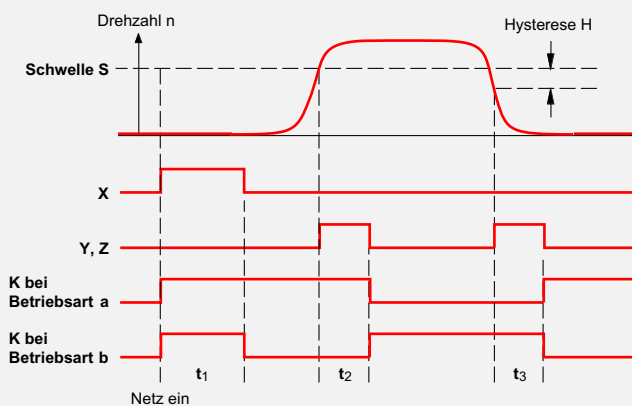 Drehzahl n
Hysterese H
Schwelle S
X
Y, Z
K bei
Betriebsart a
K bei
Betriebsart b
t1
t2
t3
Netz ein